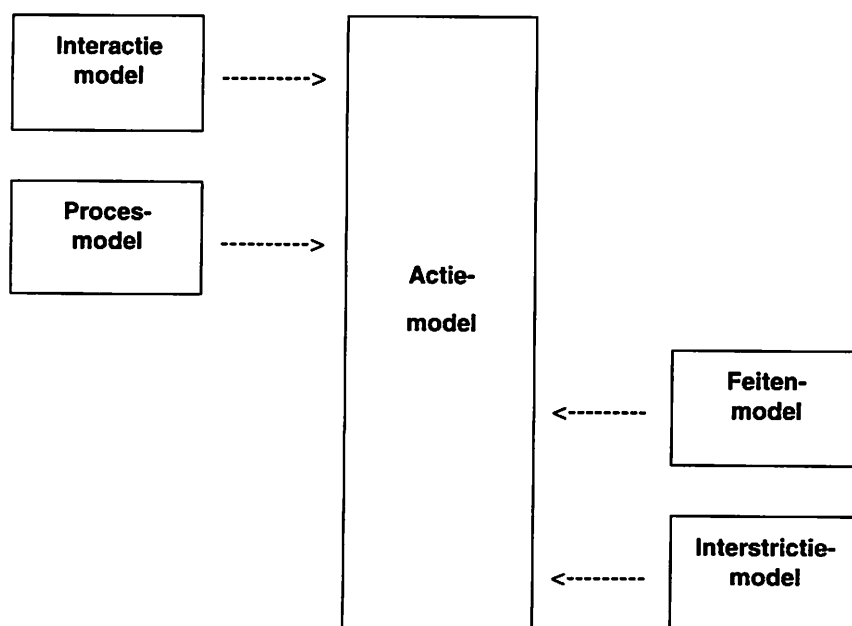 Interactie
model
Proces-
model
Actie-
model
Feiten-
model
Interstrictie-
model